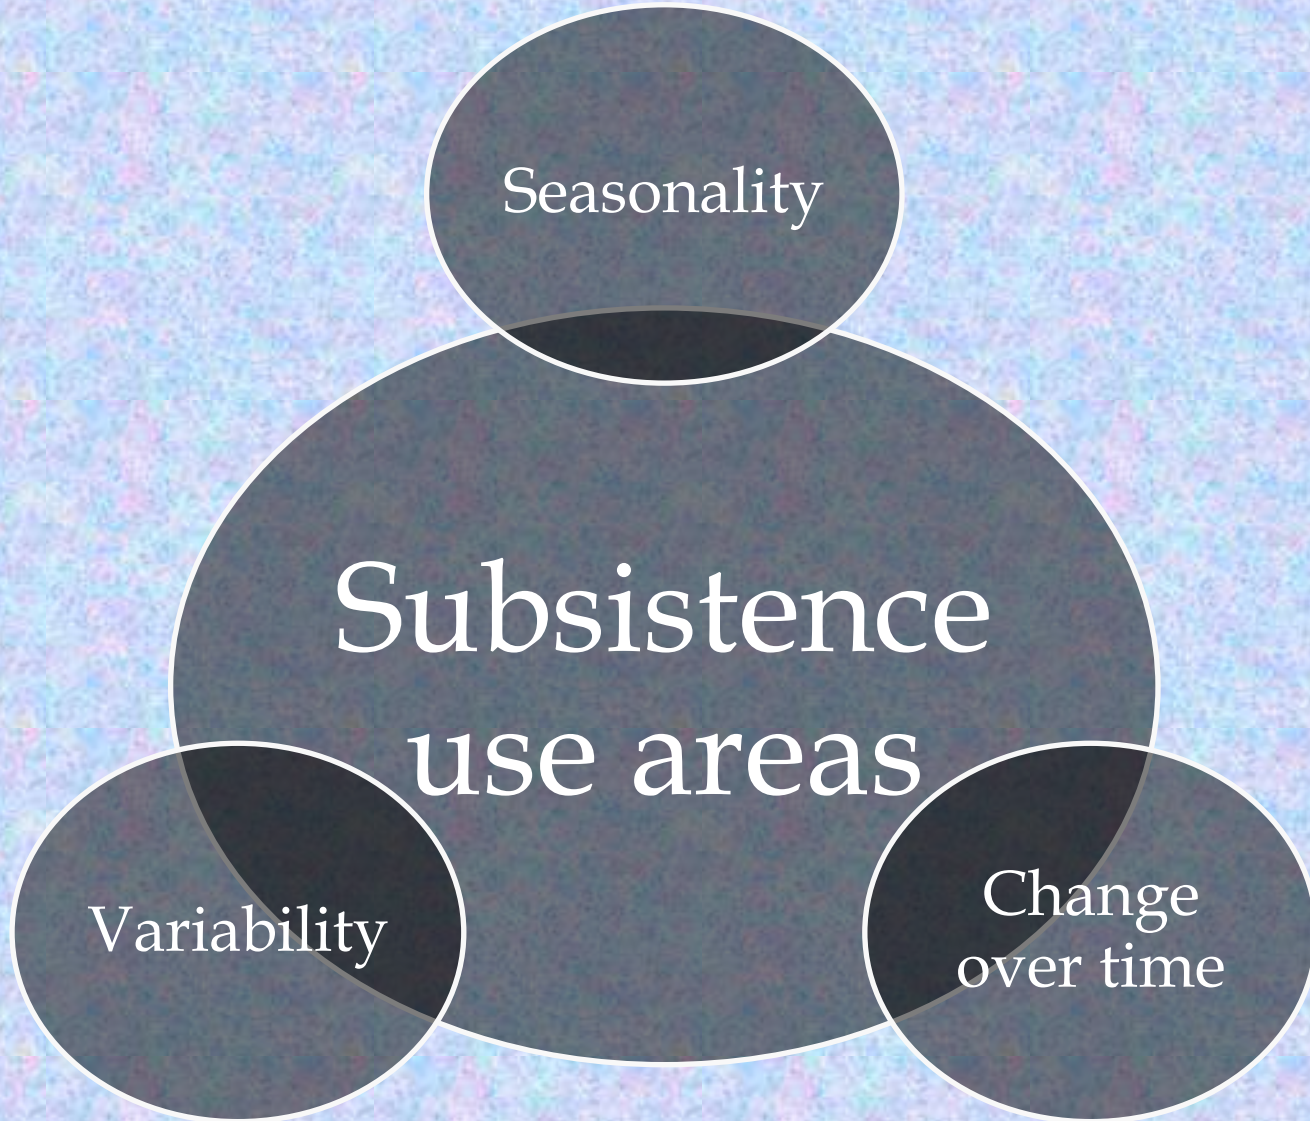 Seasonality
Subsistence
use areas
Variability
Change
over time